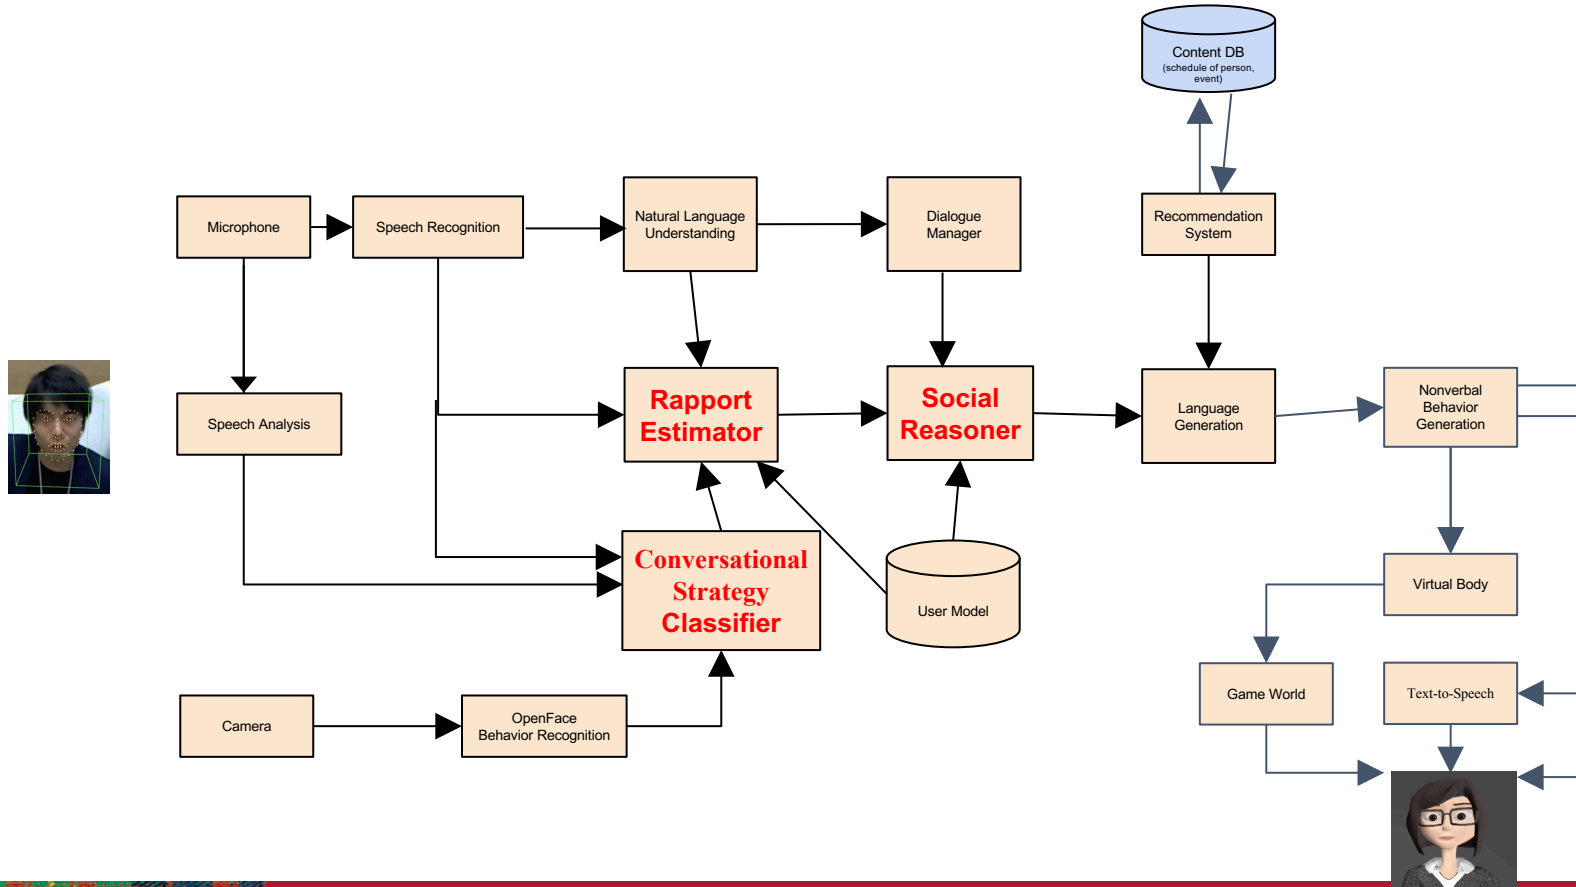 Content DB
(schedule of person,
event)
Microphone
Speech Recognition
Natural Language
Understanding
Dialogue
Manager
Recommendation
System
Speech Analysis
Rapport
Estimator
Social
Reasoner
Language
Generation
Nonverbal
Behavior
Generation
Conversational
Strategy
Classifier
User Model
Virtual Body
Camera
OpenFace
Behavior Recognition
Game World
Text-to-Speech